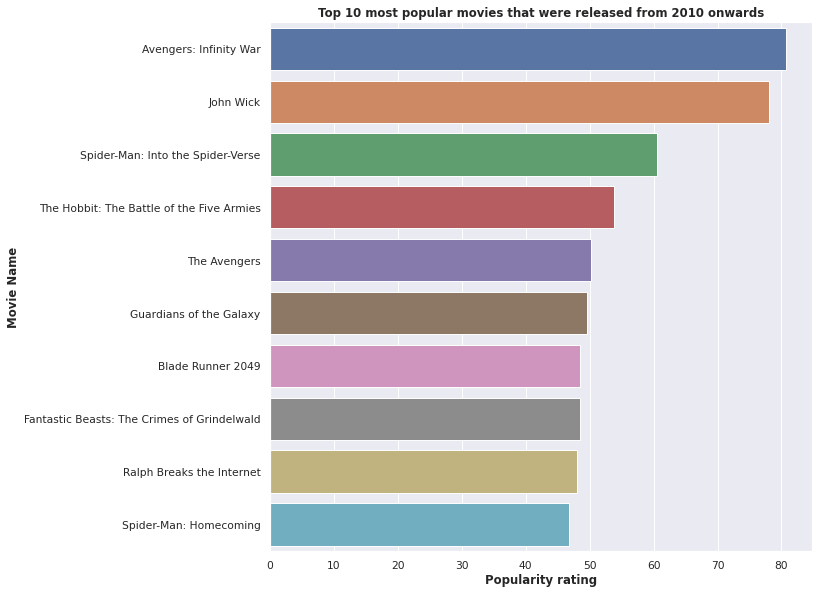 Top 10 most popular movies that were released from 2010 onwards
Movie Name
Avengers: Infinity War
John Wick
Spider-Man: Into the Spider-Verse
The Hobbit: The Battle of the Five Armies
The Avengers
Guardians of the Galaxy
Blade Runner 2049
Fantastic Beasts: The Crimes of Grindelwald
Ralph Breaks the Internet
Spider-Man: Homecoming
0 10 20 30 40 50 60 70 80
Popularity rating